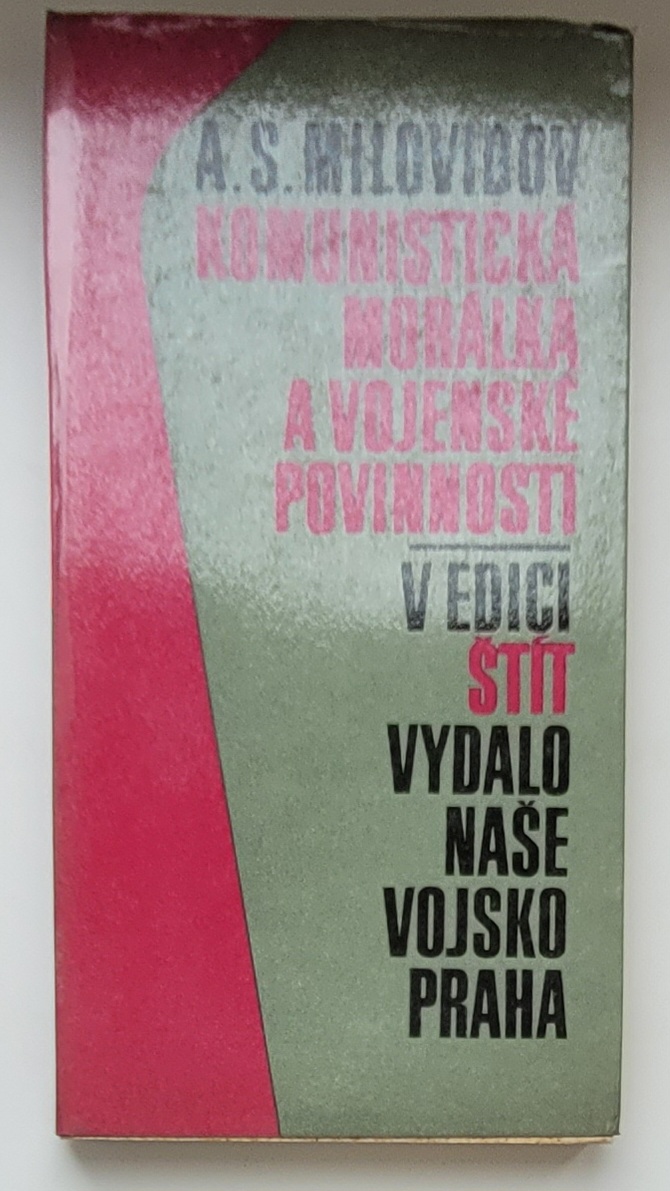 A. S. MILOVIDOV
KOMUNISTICKÁ
MORÁLKA
A VOJENSKÉ
POVINNOSTI
V EDICI
ŠTÍT
VYDALO
NAŠE
VOJSKO
PRAHA